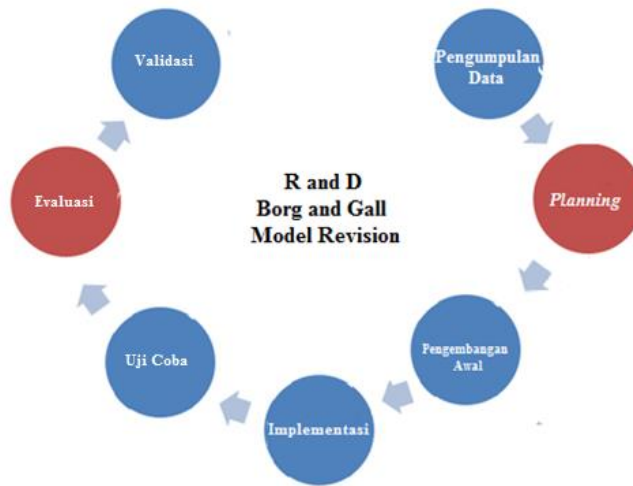 Validasi
Pengumpulan
Data
Evaluasi
R and D
Borg and Gall
Model Revision
Planning
Uji Coba
Pengembangan
Awal
Implementasi